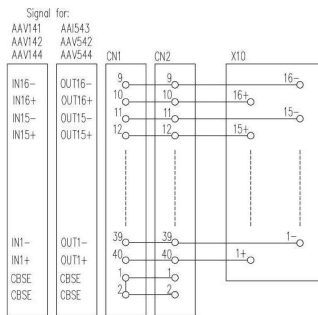 Signal for:
AAV141 AAI543
AAV142 AAV542
AAV144 AAV544 CN1 CN2 X10
IN16- OUT16- 9 9 16-
IN16+ OUT16+ 10 10 16+
IN15- OUT15- 11 11 15-
IN15+ OUT15+ 12 12 15+
IN1- OUT1- 39 39 1-
IN1+ OUT1+ 40 40 1+
CBSE CBSE 1 1
CBSE CBSE 2 2